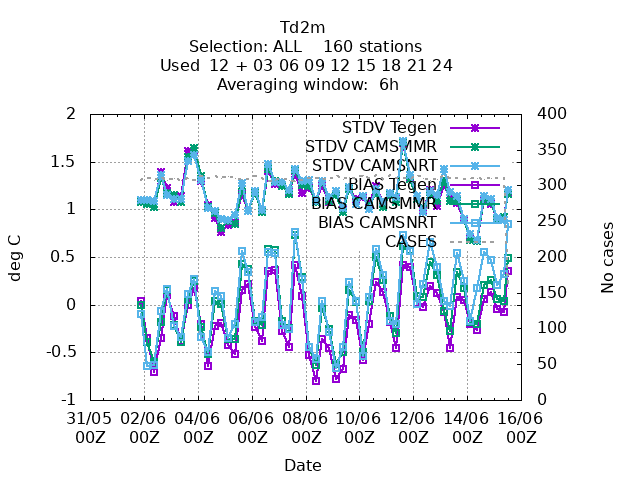 Td2m
Selection: ALL    160 stations
Used  12 + 03 06 09 12 15 18 21 24
Averaging window:  6h
2
1.5
1
0.5
0
-0.5
-1
deg C
400
350
300
250
200
150
100
50
0
No cases
STDV Tegen
STDV CAMSMMR
STDV CAMSNRT
BIAS Tegen
BIAS CAMSMMR
BIAS CAMSNRT
CASES
31/05 02/06 04/06 06/06 08/06 10/06 12/06 14/06 16/06
00Z 00Z 00Z 00Z 00Z 00Z 00Z 00Z 00Z
Date